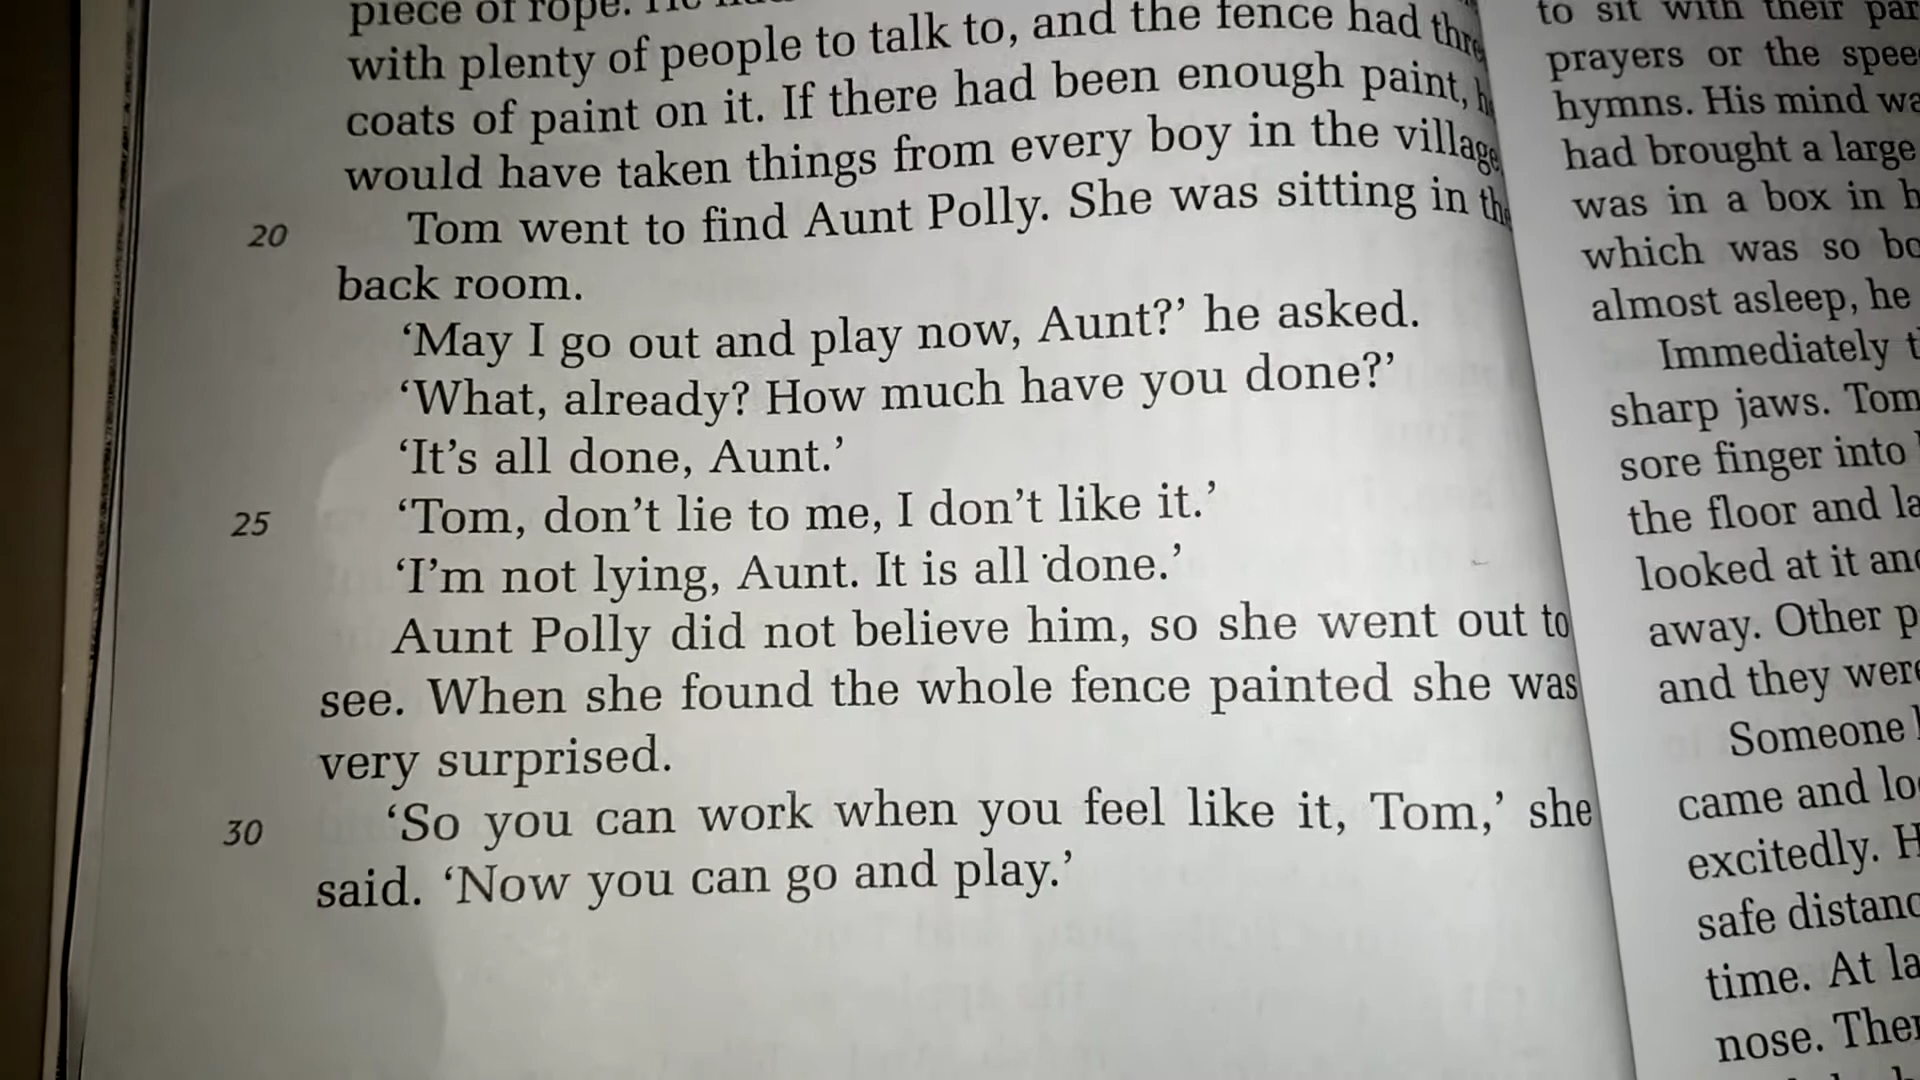 piece of rope. He
with plenty of people to talk to, and the fence had
coats of paint on it. If there had been enough paint,
would have taken things from every boy in the village
20 Tom went to find Aunt Polly. She was sitting in
back room.
‘May I go out and play now, Aunt?’ he asked.
‘What, already? How much have you done?’
‘It’s all done, Aunt.’
25 ‘Tom, don’t lie to me, I don’t like it.’
‘I’m not lying, Aunt. It is all done.’
Aunt Polly did not believe him, so she went out to
see. When she found the whole fence painted she was
very surprised.
30 ‘So you can work when you feel like it, Tom,’ she
said. ‘Now you can go and play.’
to sit with their
prayers or the
hymns. His mind
had brought a large
was in a box in
which was so
almost asleep, he
Immediately
sharp jaws. Tom
sore finger into
the floor and
looked at it
away. Other
and they
Someone
came and
excitedly.
safe
time. At
nose.